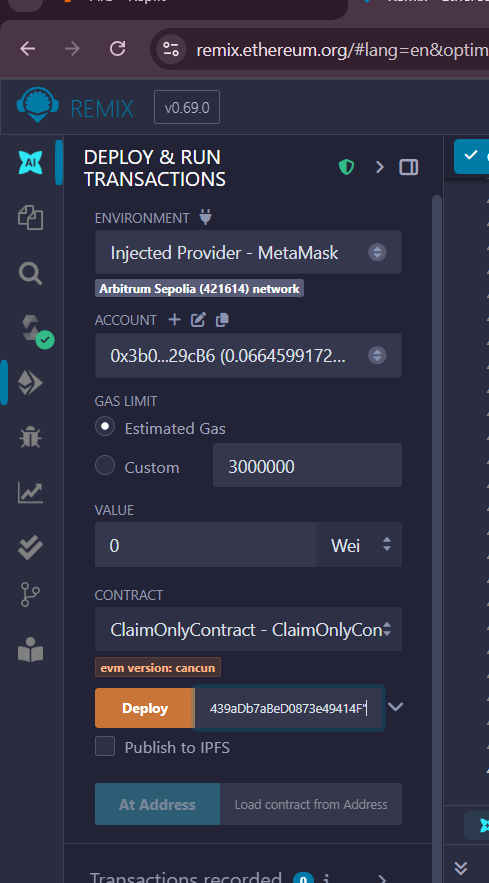 remix.ethereum.org/#lang=en&optim
REMIX
v0.69.0
AI
DEPLOY & RUN
TRANSACTIONS
ENVIRONMENT
Injected Provider - MetaMask
Arbitrum Sepolia (421614) network
ACCOUNT
0x3b0...29cB6 (0.0664599172...
GAS LIMIT
Estimated Gas
Custom
3000000
VALUE
0
Wei
CONTRACT
ClaimOnlyContract - ClaimOnlyCon
evm version: cancun
Deploy
439aDb7aBeD0873e49414F"
Publish to IPFS
At Address
Load contract from Address
Transactions recorded
0
i